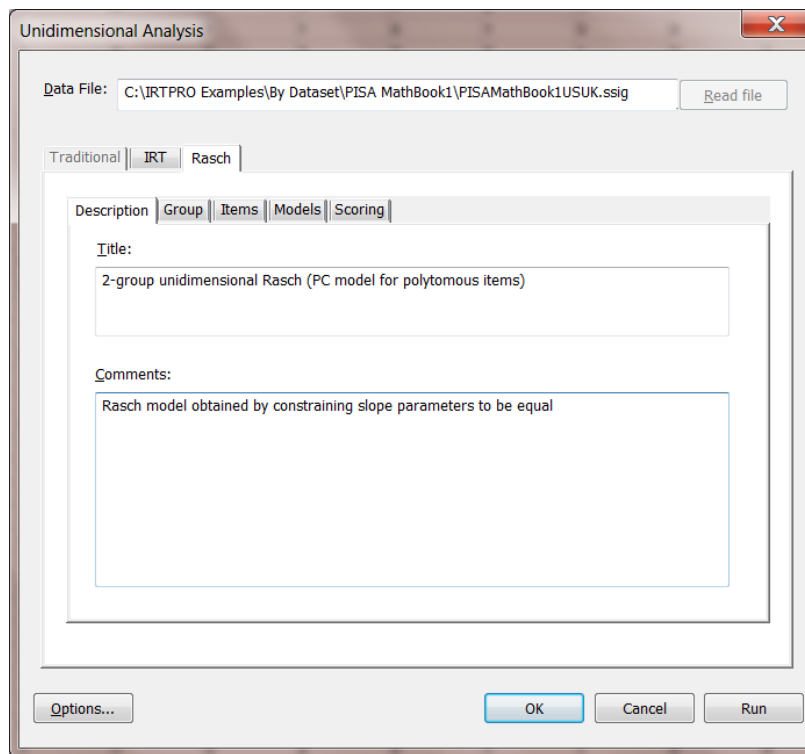 Unidimensional Analysis
X
Data File:
C:\IRTPRO Examples\By Dataset\PISA MathBook1\PISAMathBook1USUK.ssig
Read file
Traditional IRT Rasch
Description Group Items Models Scoring
Title:
2-group unidimensional Rasch (PC model for polytomous items)
Comments:
Rasch model obtained by constraining slope parameters to be equal
Options... OK Cancel Run